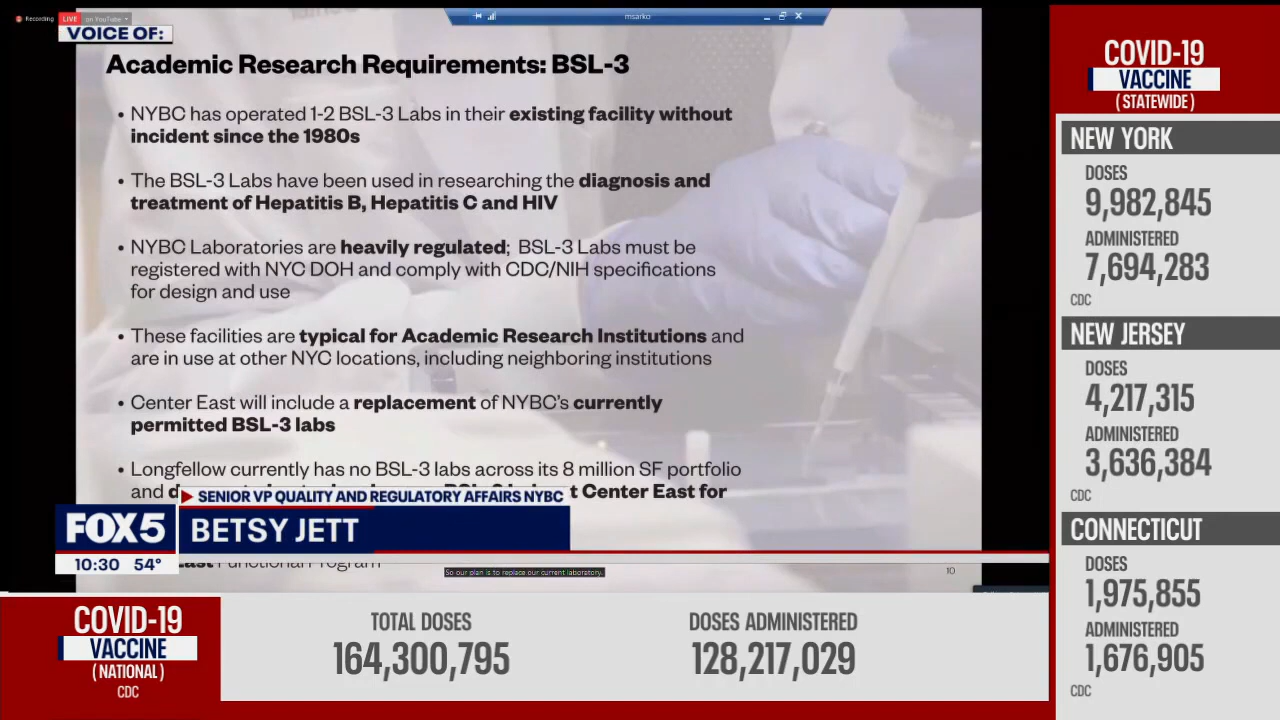 Recording
LIVE
on YouTube
VOICE OF:
msarko
Academic Research Requirements: BSL-3
• NYBC has operated 1-2 BSL-3 Labs in their existing facility without
incident since the 1980s
• The BSL-3 Labs have been used in researching the diagnosis and
treatment of Hepatitis B, Hepatitis C and HIV
• NYBC Laboratories are heavily regulated; BSL-3 Labs must be
registered with NYC DOH and comply with CDC/NIH specifications
for design and use
• These facilities are typical for Academic Research Institutions and
are in use at other NYC locations, including neighboring institutions
• Center East will include a replacement of NYBC's currently
permitted BSL-3 labs
• Longfellow currently has no BSL-3 labs across its 8 million SF portfolio
and
Center East for
SENIOR VP QUALITY AND REGULATORY AFFAIRS NYBC
BETSY JETT
FOX 5
10:30 54°
Functional Program
So our plan is to replace our current laboratory.
10
COVID-19
VACCINE
(NATIONAL)
CDC
TOTAL DOSES
164,300,795
DOSES ADMINISTERED
128,217,029
COVID-19
VACCINE
(STATEWIDE)
NEW YORK
DOSES
9,982,845
ADMINISTERED
7,694,283
CDC
NEW JERSEY
DOSES
4,217,315
ADMINISTERED
3,636,384
CDC
CONNECTICUT
DOSES
1,975,855
ADMINISTERED
1,676,905
CDC